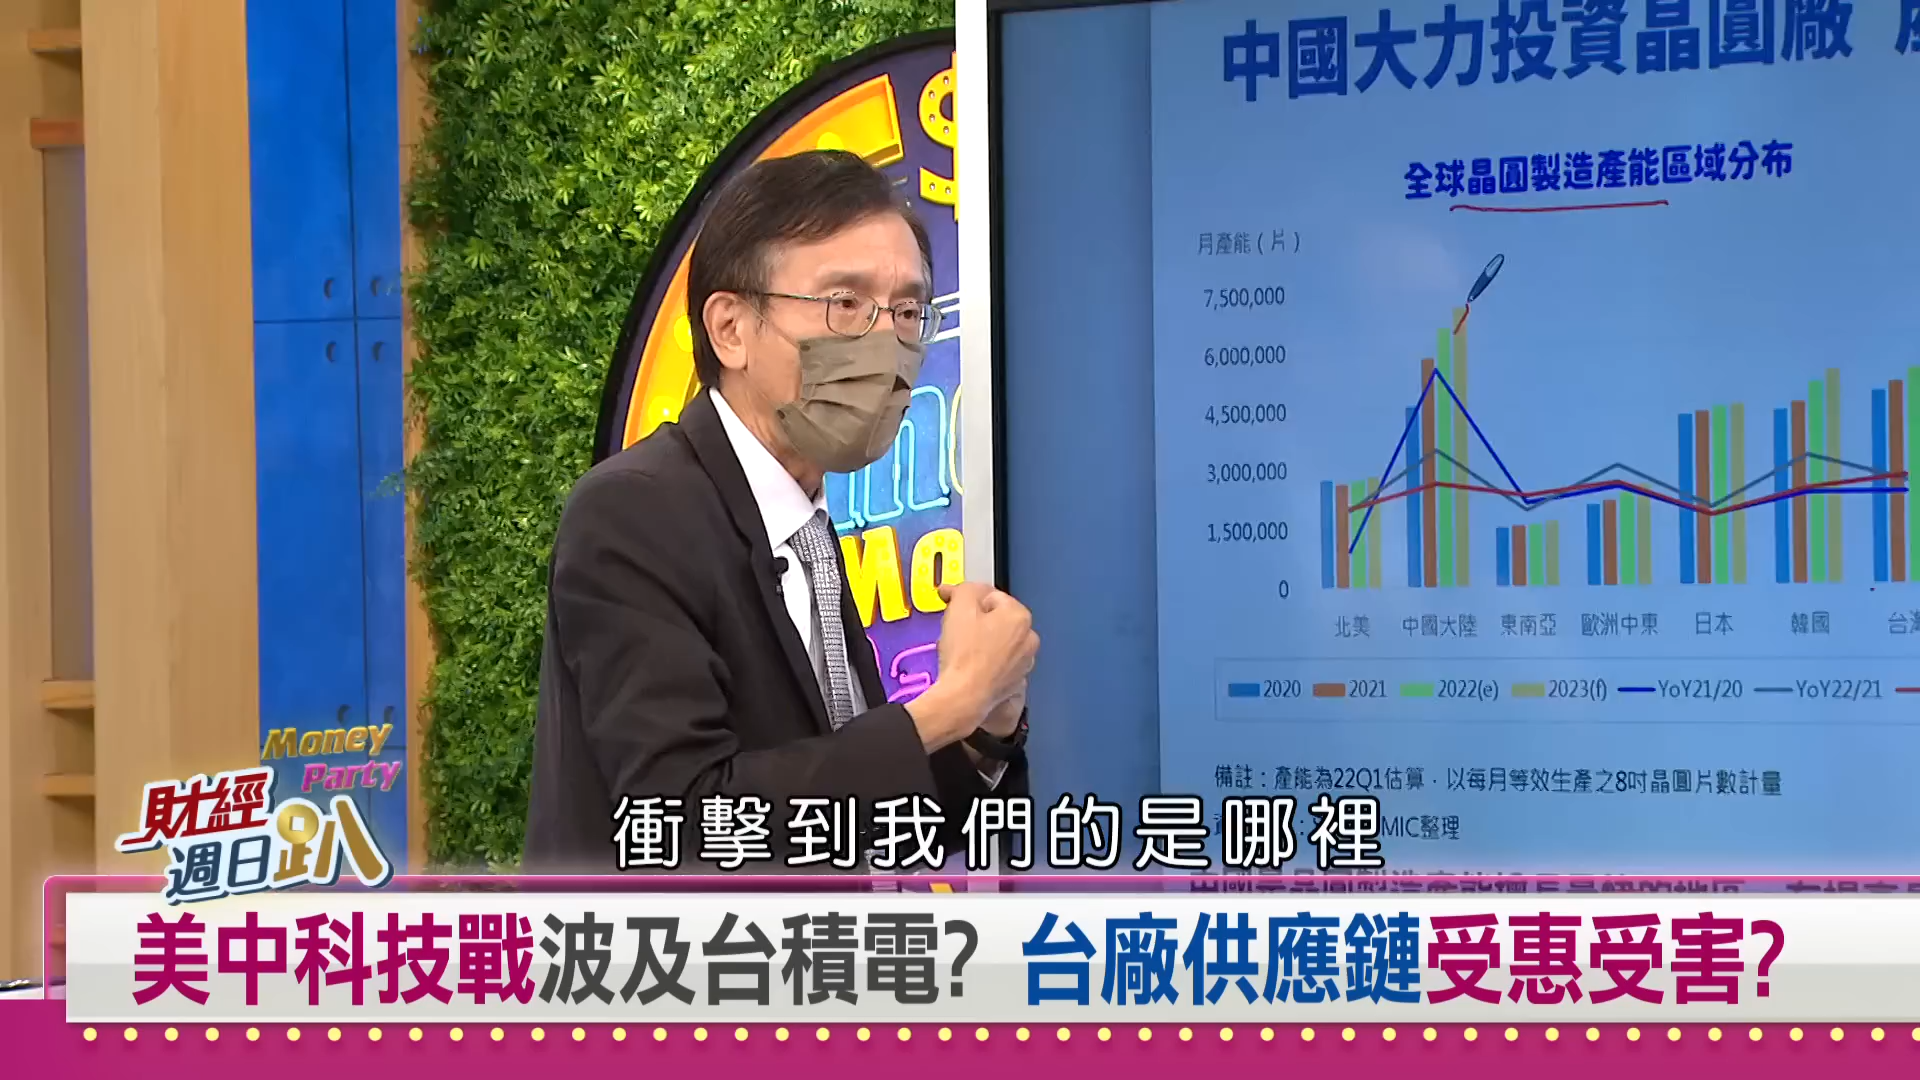 中國大力投資晶圓廠
全球晶圓製造產能區域分布
月產能（片）
7,500,000
6,000,000
4,500,000
3,000,000
1,500,000
0
北美 中國大陸 東南亞 歐洲中東 日本 韓國 台灣
2020 2021 2022(e) 2023(f) YoY21/20 YoY22/21
備註：產能為22Q1估算，以每月等效生產之8吋晶圓片數計量
MIC整理
$
Money
Party
財經
週日趴
衝擊到我們的是哪裡
美中科技戰波及台積電? 台廠供應鏈受惠受害?